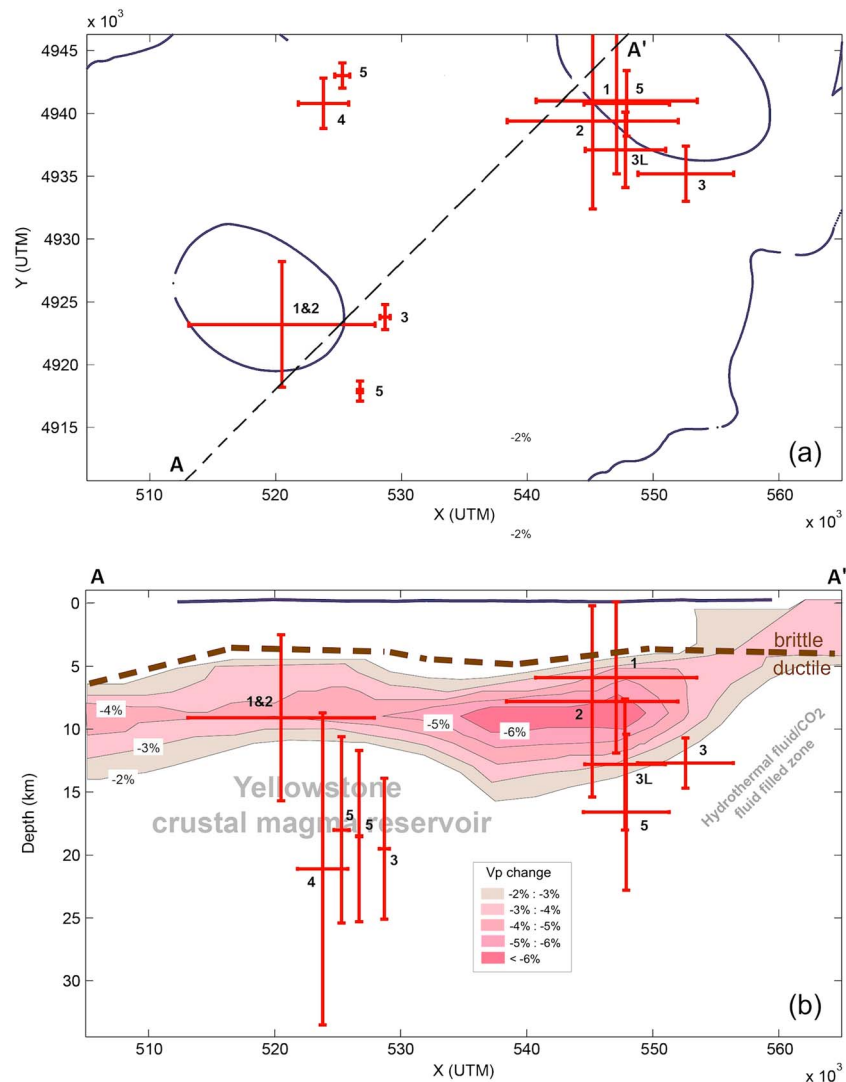 x 10³
A'
4945
5
1
5
4940
4
2
3L
4935
3
4930
Y (UTM)
4925
1&2
3
4920
5
4915
-2%
A
(a)
510 520 530 540 550 560
X (UTM)
x 10³
-2%
A
A'
0
brittle
ductile
5
1
1&2
-4%
-5%
10
2
-6%
-3%
3
3L
-2%
Hydrothermal fluid/CO₂
fluid filled zone
15
Yellowstone
crustal magma reservoir
5
5
5
Depth (km)
3
20
4
Vp change
-2% : -3%
-3% : -4%
25
-4% : -5%
-5% : -6%
< -6%
30
(b)
510 520 530 540 550 560
X (UTM)
x 10³